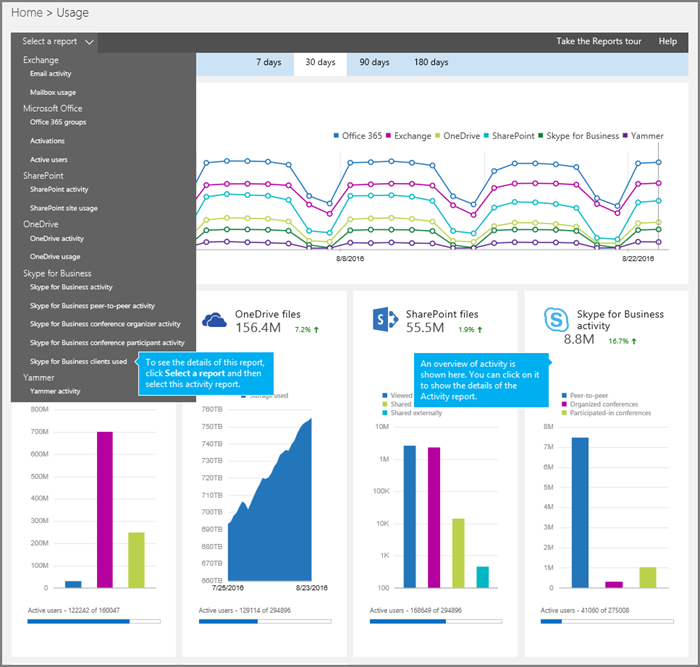 Home > Usage
Select a report
Take the Reports tour
Help
Exchange
Email activity
Mailbox usage
Microsoft Office
Office 365 groups
Activations
Active users
SharePoint
SharePoint activity
SharePoint site usage
OneDrive
OneDrive activity
OneDrive usage
Skype for Business
Skype for Business activity
Skype for Business peer-to-peer activity
Skype for Business conference organizer activity
Skype for Business conference participant activity
Skype for Business clients used
Yammer
Yammer activity
7 days
30 days
90 days
180 days
Office 365
Exchange
OneDrive
SharePoint
Skype for Business
Yammer
8/8/2016
8/22/2016
To see the details of this report,
click Select a report and then
select this activity report.
800M
700M
600M
500M
400M
300M
200M
100M
0
Active users - 122242 of 160047
OneDrive files
156.4M
7.2%
Storage used
760TB
750TB
740TB
730TB
720TB
710TB
700TB
690TB
680TB
670TB
660TB
7/25/2016
8/23/2016
Active users - 129114 of 294896
SharePoint files
55.5M
1.9%
An overview of activity is
shown here. You can click on it
to show the details of the
Activity report.
Viewed
Shared
Shared externally
10M
1M
100K
10K
1K
100
Active users - 168649 of 294896
Skype for Business
activity
8.8M
16.7%
Peer-to-peer
Organized conferences
Participated-in conferences
8M
7M
6M
5M
4M
3M
2M
1M
0
Active users - 41060 of 275008